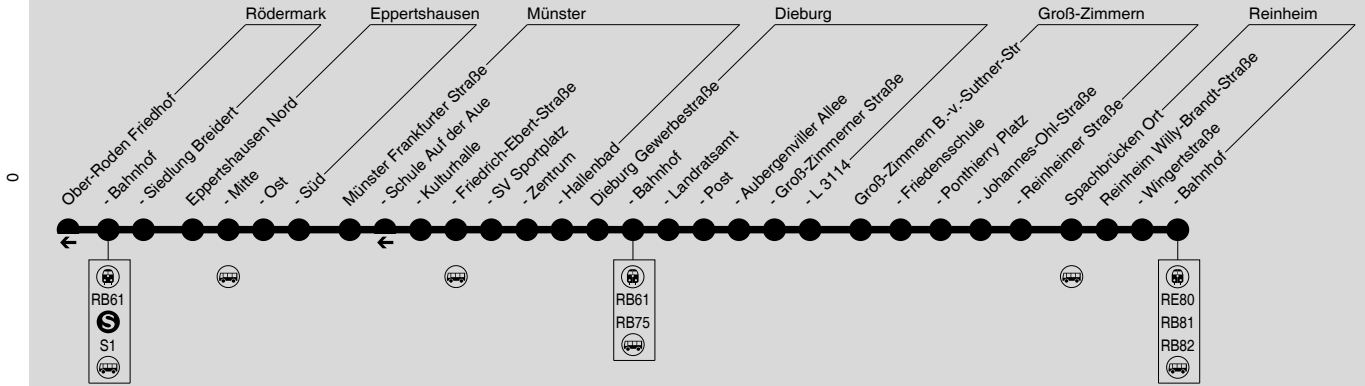 Rödermark
Eppertshausen
Münster
Dieburg
Groß-Zimmern
Reinheim
Ober-Roden Friedhof
- Bahnhof
- Siedlung Breidert
Eppertshausen Nord
- Mitte
- Ost
- Süd
Münster Frankfurter Straße
- Schule Auf der Aue
- Kulturhalle
- Friedrich-Ebert-Straße
- SV Sportplatz
- Zentrum
- Hallenbad
Dieburg Gewerbestraße
- Bahnhof
- Landratsamt
- Post
- Aubergenviller Allee
- Groß-Zimmerner Straße
- L 3114
Groß-Zimmern B.-v.-Suttner-Str
- Friedensschule
- Ponthierry Platz
- Johannes-Ohl-Straße
- Reinheimer Straße
Spachbrücken Ort
Reinheim Willy-Brandt-Straße
- Wingertstraße
- Bahnhof
0
RB61
S
S1
RB61
RB75
RE80
RB81
RB82